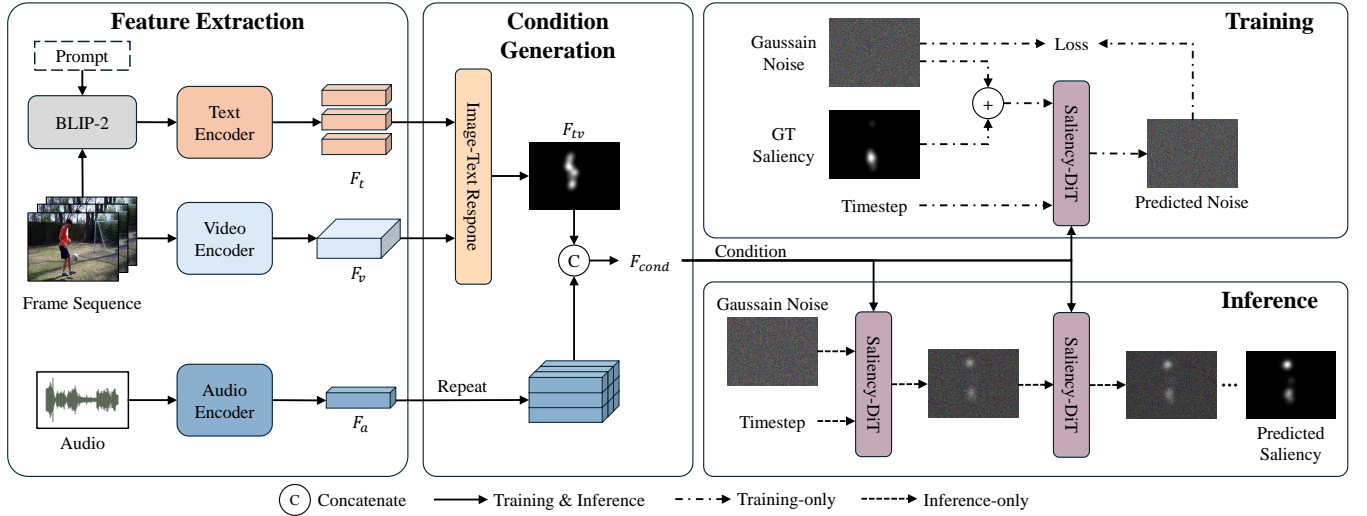 Feature Extraction
Prompt
BLIP-2
Text
Encoder
F_t
Video
Encoder
F_v
Frame Sequence
Audio
Encoder
F_a
Audio
Condition
Generation
Image-Text Respone
F_tv
C
F_cond
Repeat
Training
Gaussian
Noise
Loss
+
GT
Saliency
Saliency-DiT
Timestep
Predicted Noise
Condition
Inference
Gaussain Noise
Saliency-DiT
Saliency-DiT
...
Timestep
Predicted
Saliency
C Concatenate
Training & Inference
Training-only
Inference-only